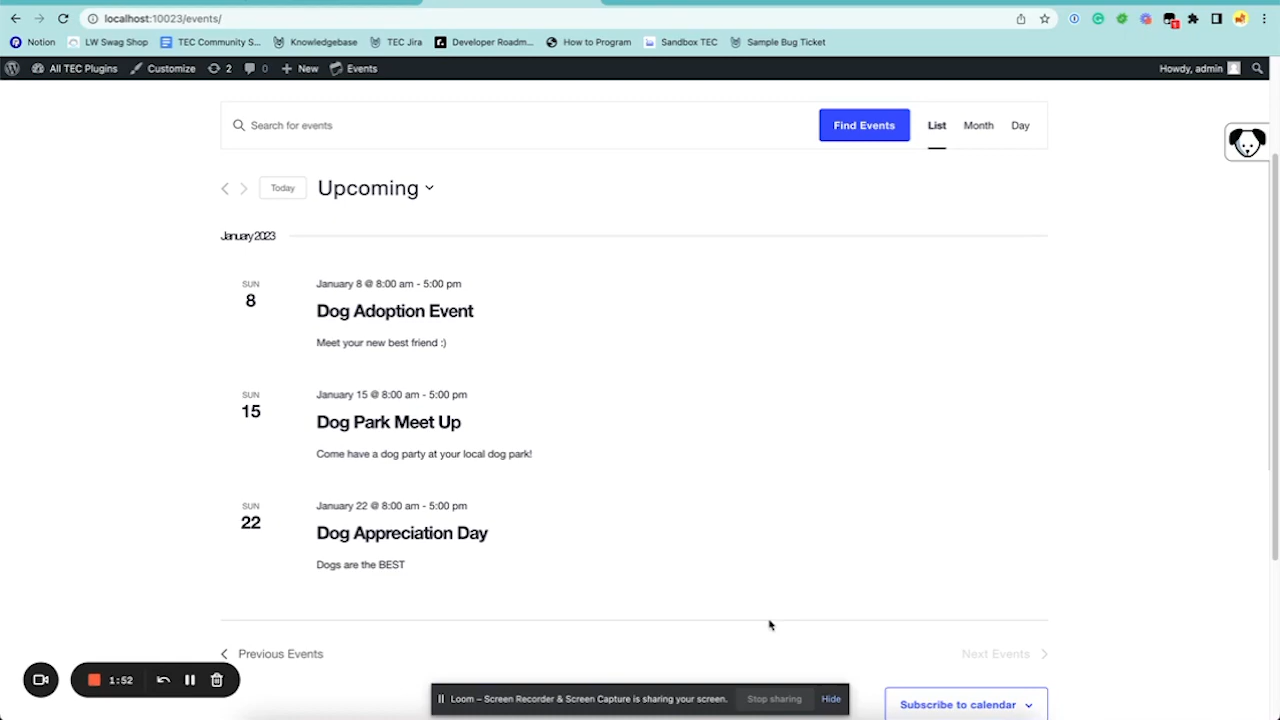 localhost:10023/events/
Notion LW Swag Shop TEC Community S... Knowledgebase TEC Jira Developer Roadm... How to Program Sandbox TEC Sample Bug Ticket
All TEC Plugins Customize 2 0 New Events Howdy, admin
Search for events Find Events List Month Day
Today Upcoming
January 2023
SUN
8
January 8 @ 8:00 am - 5:00 pm
Dog Adoption Event
Meet your new best friend :)
SUN
15
January 15 @ 8:00 am - 5:00 pm
Dog Park Meet Up
Come have a dog party at your local dog park!
SUN
22
January 22 @ 8:00 am - 5:00 pm
Dog Appreciation Day
Dogs are the BEST
Previous Events Next Events
1:52
Loom – Screen Recorder & Screen Capture is sharing your screen. Stop sharing Hide
Subscribe to calendar